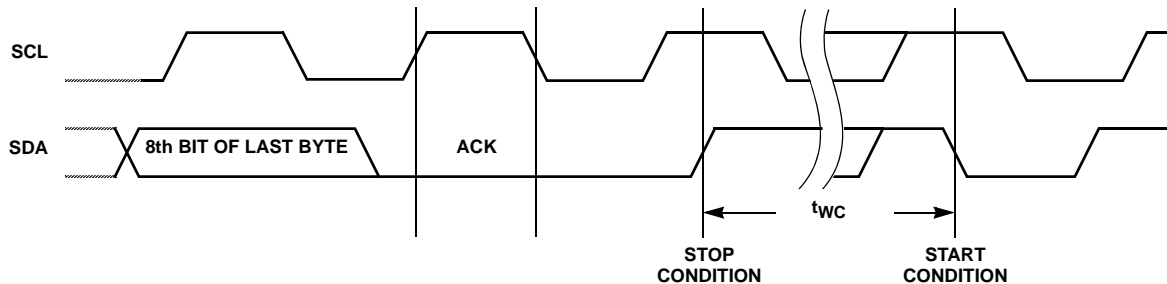 SCL
SDA
8th BIT OF LAST BYTE
ACK
tWC
STOP
CONDITION
START
CONDITION